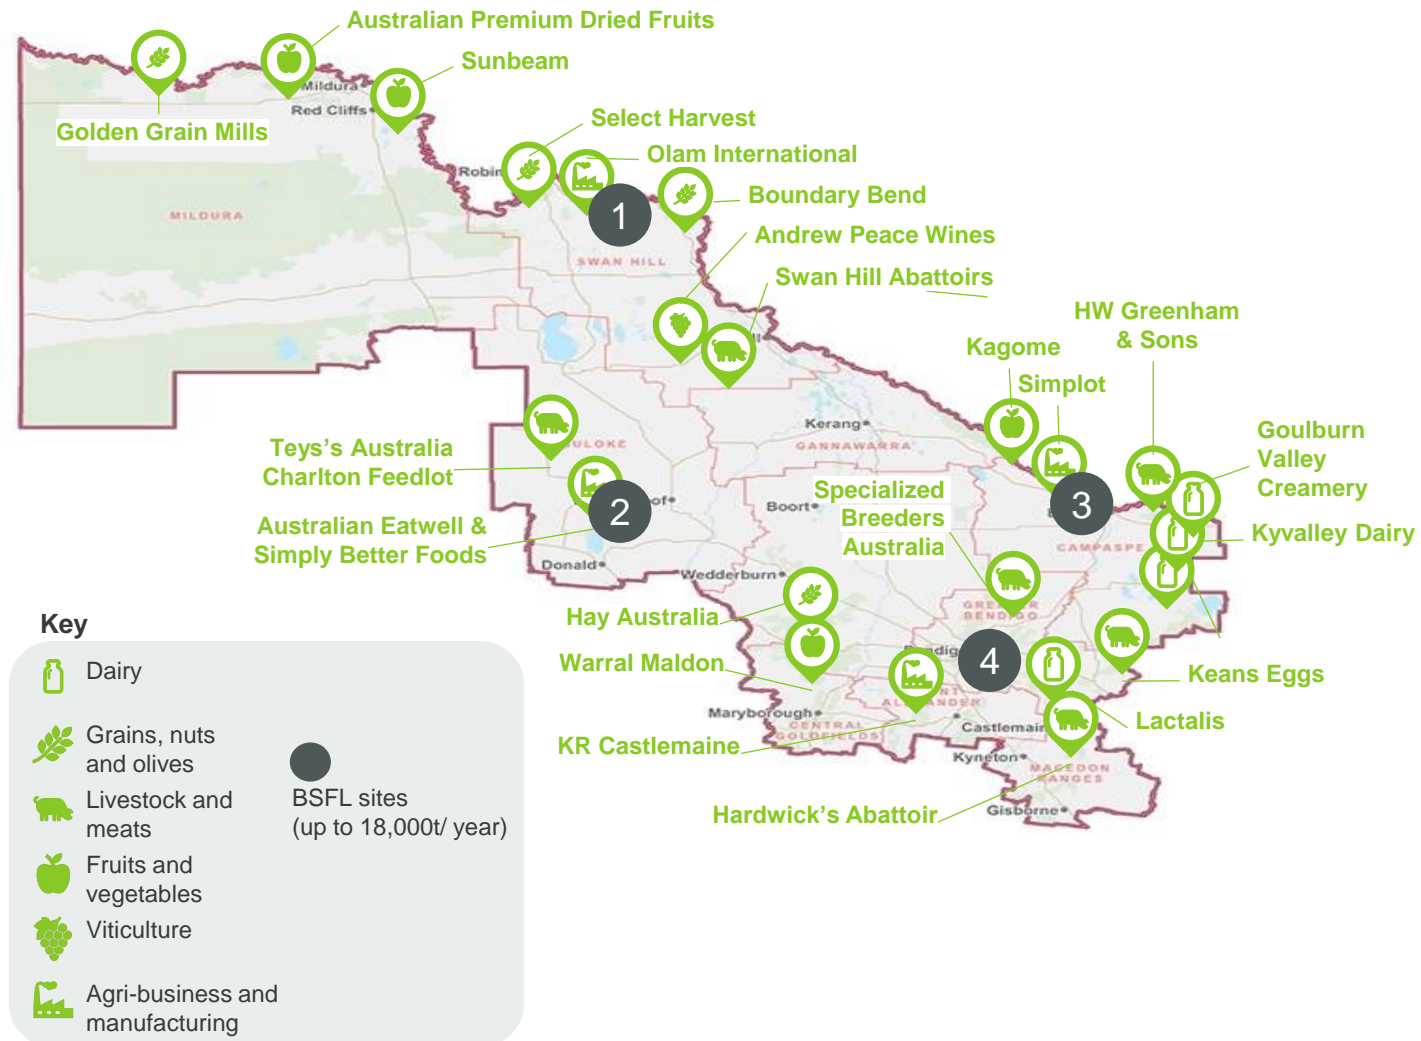 Australian Premium Dried Fruits
Sunbeam
Mildura
Red Cliffs
Golden Grain Mills
Select Harvest
Olam International
Robin
Boundary Bend
1
MILDURA
Andrew Peace Wines
SWAN HILL
Swan Hill Abattoirs
HW Greenham
& Sons
Kagome
Simplot
Kerang
GANNAWARRA
Teys's Australia
Charlton Feedlot
ULOKE
Goulburn
Valley
Creamery
Specialized
Breeders
Australia
Boort
2
of
3
Australian Eatwell &
Simply Better Foods
CAMPASPE
Kyvalley Dairy
Donald
Wedderburn
GREATER
BENDIGO
Hay Australia
4
Warral Maldon
Keans Eggs
ALEXANDER
Maryborough
CENTRAL
GOLDFIELDS
Castlemain
Lactalis
KR Castlemaine
Kyneton
MACEDON
RANGES
Hardwick's Abattoir
Gisborne
Key
Dairy
Grains, nuts
and olives
Livestock and
meats
Fruits and
vegetables
Viticulture
Agri-business and
manufacturing
BSFL sites
(up to 18,000t/ year)